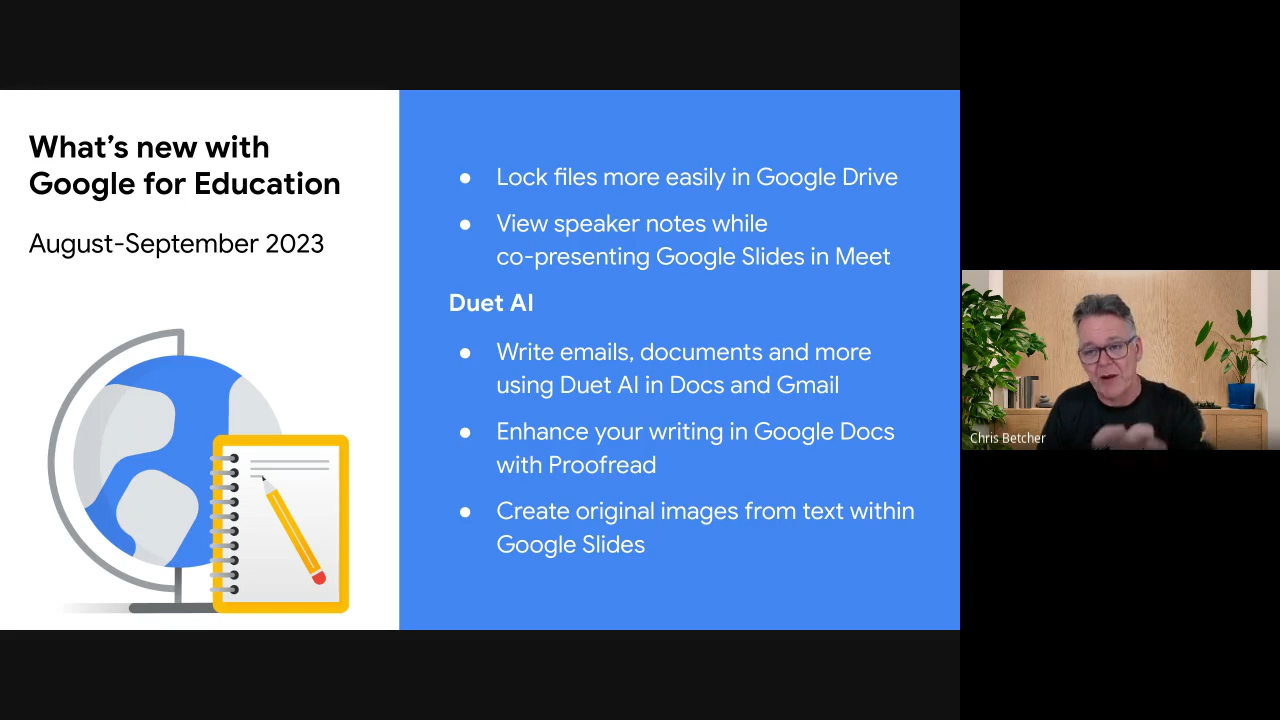 What's new with
Google for Education
August-September 2023
● Lock files more easily in Google Drive
● View speaker notes while
co-presenting Google Slides in Meet
Duet AI
● Write emails, documents and more
using Duet AI in Docs and Gmail
● Enhance your writing in Google Docs
with Proofread
● Create original images from text within
Google Slides
Chris Betcher